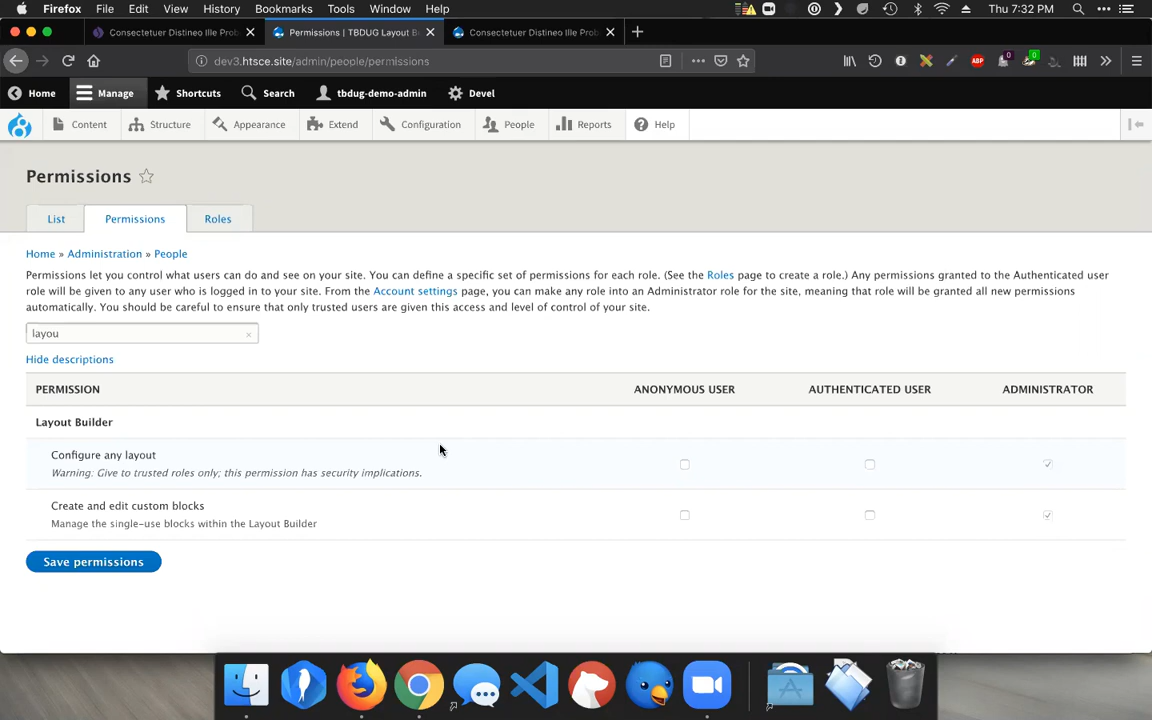 Firefox File Edit View History Bookmarks Tools Window Help Thu 7:32 PM
Consectetuer Distineo Ille Prob Permissions | TBDUG Layout B Consectetuer Distineo Ille Prob
dev3.htsce.site/admin/people/permissions ABP 0 0
Home Manage Shortcuts Search tbdug-demo-admin Devel
Content Structure Appearance Extend Configuration People Reports Help
Permissions
List Permissions Roles
Home » Administration » People
Permissions let you control what users can do and see on your site. You can define a specific set of permissions for each role. (See the Roles page to create a role.) Any permissions granted to the Authenticated user
role will be given to any user who is logged in to your site. From the Account settings page, you can make any role into an Administrator role for the site, meaning that role will be granted all new permissions
automatically. You should be careful to ensure that only trusted users are given this access and level of control of your site.
layou
Hide descriptions
PERMISSION ANONYMOUS USER AUTHENTICATED USER ADMINISTRATOR
Layout Builder
Configure any layout
Warning: Give to trusted roles only; this permission has security implications.
Create and edit custom blocks
Manage the single-use blocks within the Layout Builder
Save permissions